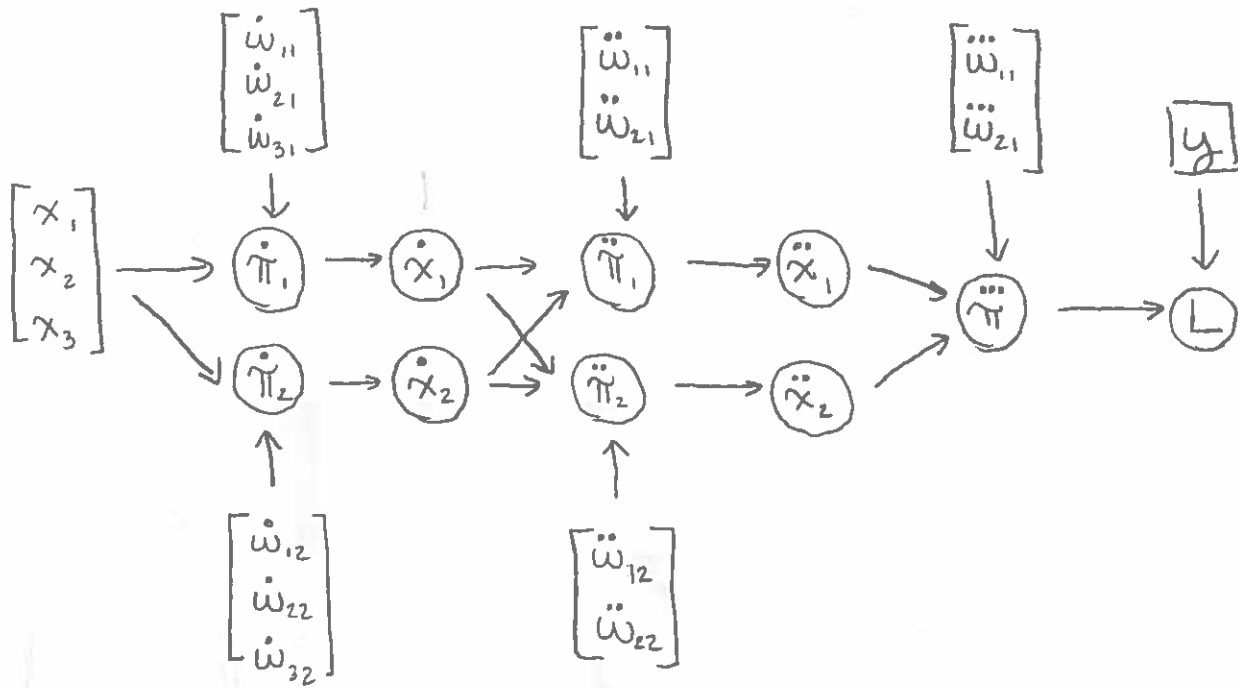 ẇ₁₁
ẇ₂₁
ẇ₃₁
ẅ₁₁
ẅ₂₁
w⃛₁₁
w⃛₂₁
y
x₁
x₂
x₃
π̇₁
ẋ₁
π̈₁
ẍ₁
π⃛
L
π̇₂
ẋ₂
π̈₂
ẍ₂
ẇ₁₂
ẇ₂₂
ẇ₃₂
ẅ₁₂
ẅ₂₂